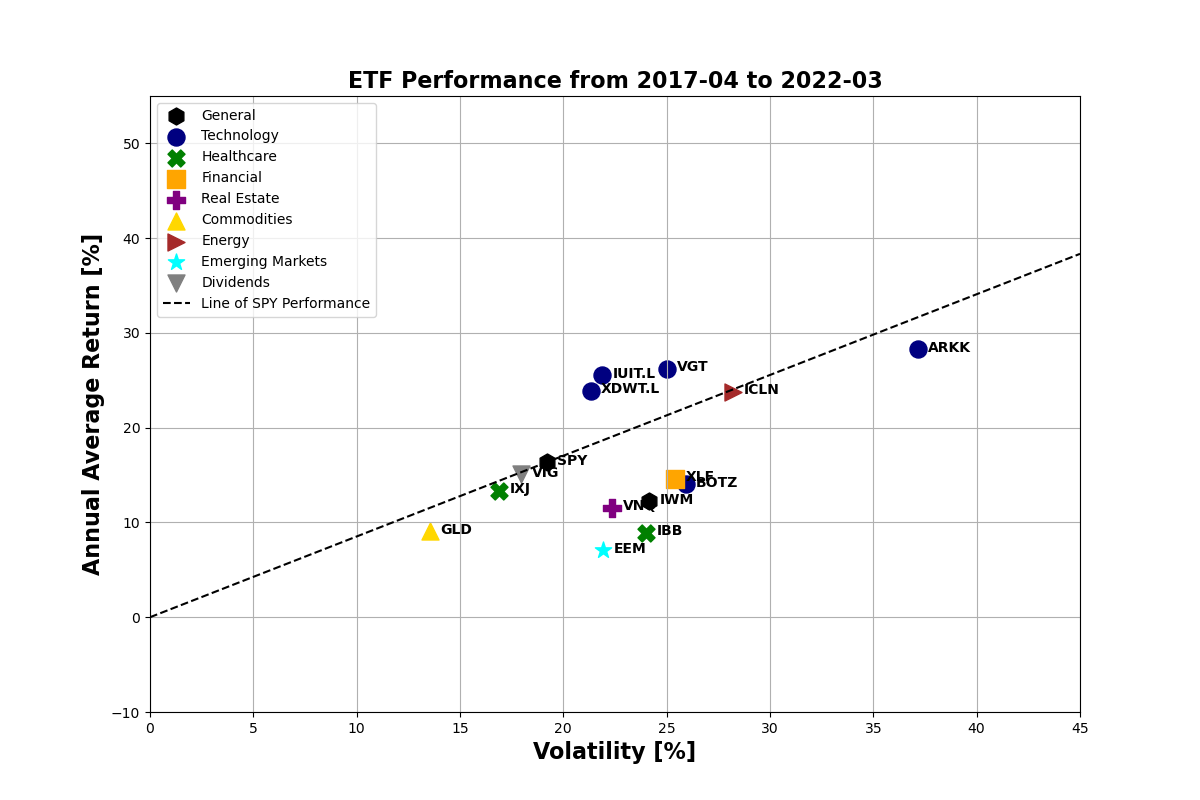 ETF Performance from 2017-04 to 2022-03
Annual Average Return [%]
50
40
30
20
10
0
−10
General
Technology
Healthcare
Financial
Real Estate
Commodities
Energy
Emerging Markets
Dividends
Line of SPY Performance
ARKK
VGT
IUIT.L
XDWT.L
ICLN
SPY
VIG
XLF
BOTZ
IXJ
IWM
VNQ
GLD
IBB
EEM
0 5 10 15 20 25 30 35 40 45
Volatility [%]